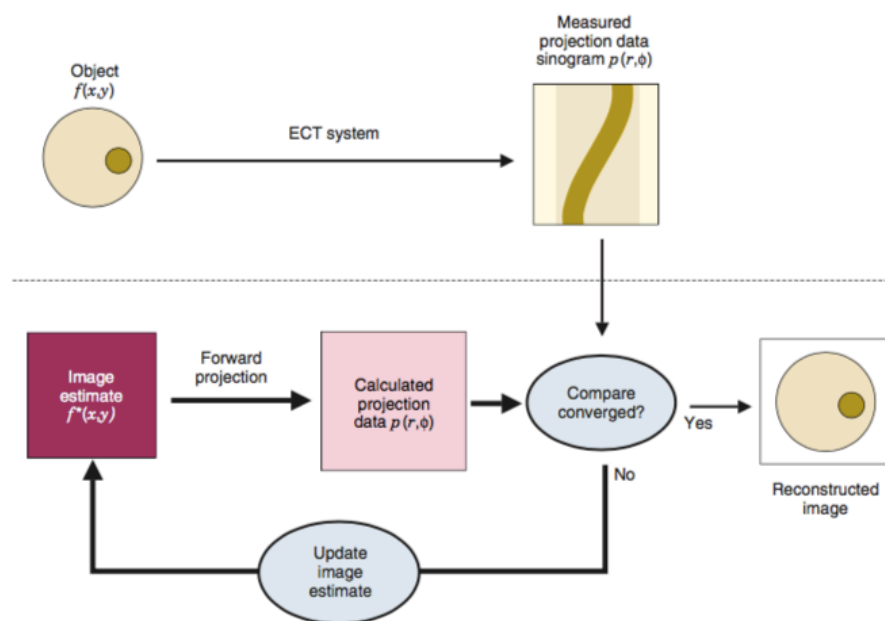 Measured
projection data
sinogram p(r,ϕ)
Object
f(x,y)
ECT system
Image
estimate
f*(x,y)
Forward
projection
Calculated
projection
data p(r,ϕ)
Compare
converged?
Yes
No
Reconstructed
image
Update
image
estimate